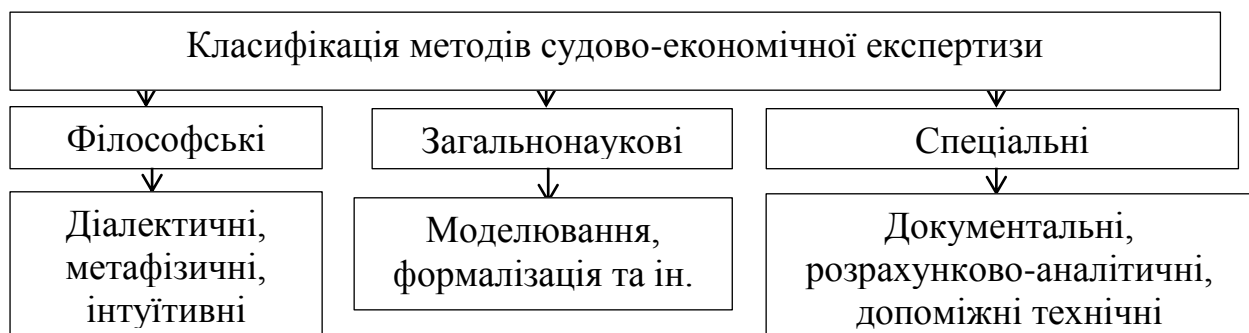 Класифікація методів судово-економічної експертизи
Філософські
Загальнонаукові
Спеціальні
Діалектичні,
метафізичні,
інтуїтивні
Моделювання,
формалізація та ін.
Документальні,
розрахунково-аналітичні,
допоміжні технічні